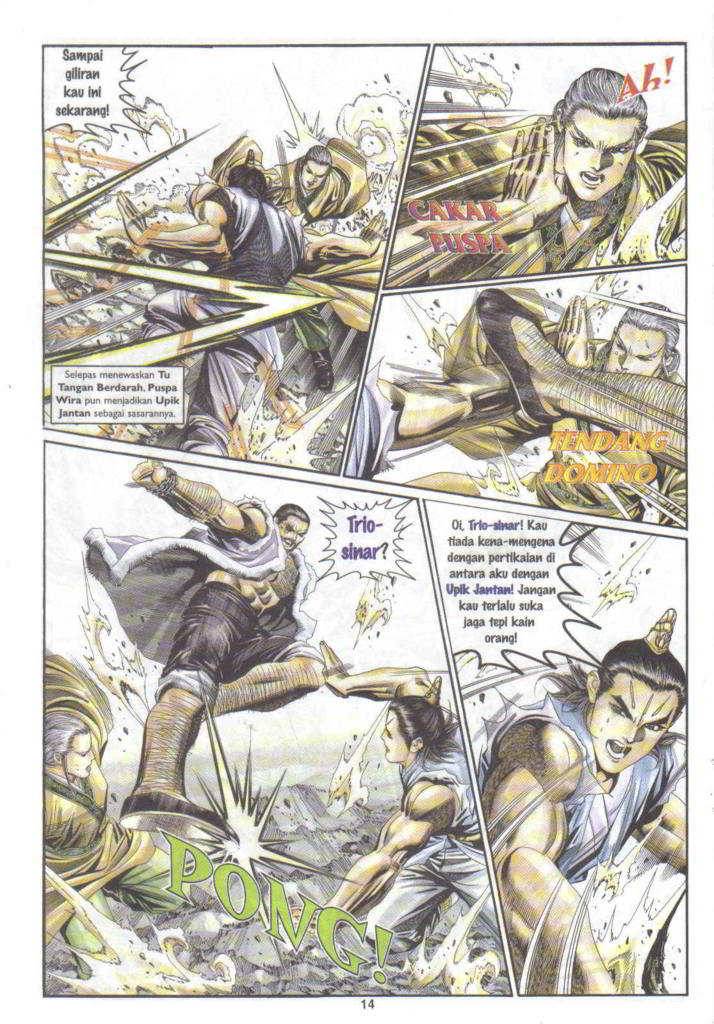 Sampai
giliran
kau ini
sekarang!
Selepas menewaskan Tu
Tangan Berdarah, Puspa
Wira pun menjadikan Upik
Jantan sebagai sasarannya.
Ah!
CAKAR
PUSPA
TENDANG
DOMINO
Trio-
sinar?
PONG!
Oi, Trio-sinar! Kau
tiada kena-mengena
dengan pertikaian di
antara aku dengan
Upik Jantan! Jangan
kau terlalu suka
jaga tepi kain
orang!
14